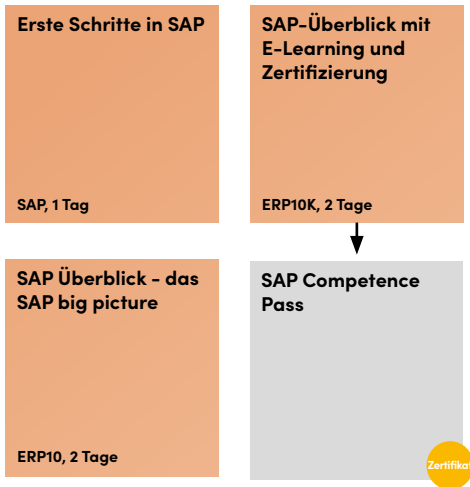 Erste Schritte in SAP
SAP, 1 Tag
SAP-Überblick mit
E-Learning und
Zertifizierung
ERP10K, 2 Tage
SAP Überblick - das
SAP big picture
ERP10, 2 Tage
SAP Competence
Pass
Zertifikat